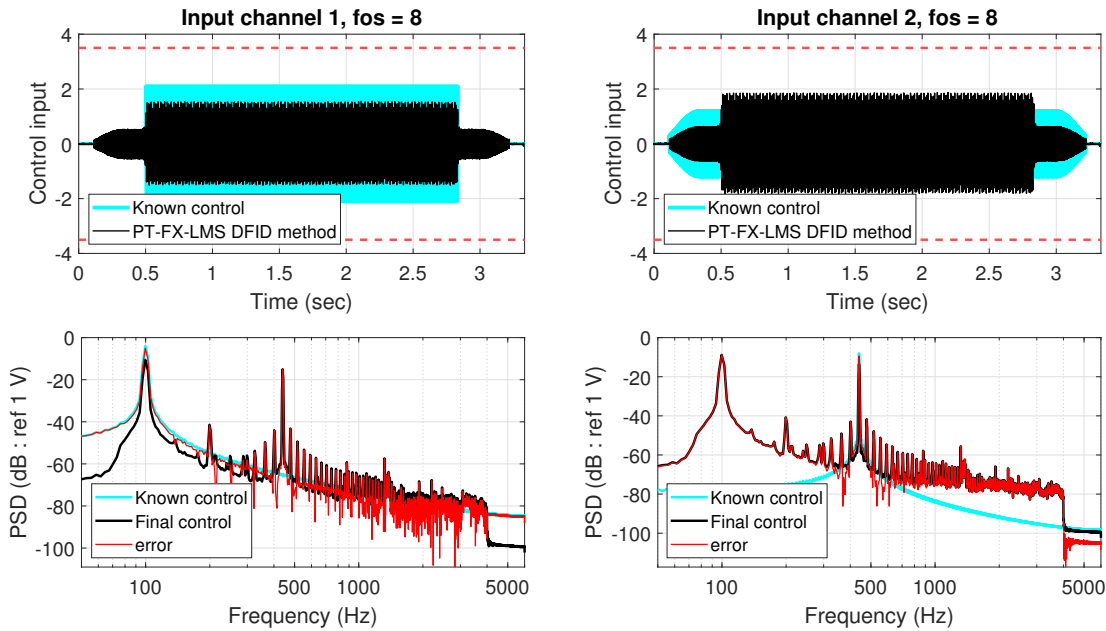 Input channel 1, fos = 8
Control input
4
2
0
-2
-4
Known control
PT-FX-LMS DFID method
0 0.5 1 1.5 2 2.5 3
Time (sec)
Input channel 2, fos = 8
Control input
4
2
0
-2
-4
Known control
PT-FX-LMS DFID method
0 0.5 1 1.5 2 2.5 3
Time (sec)
PSD (dB : ref 1 V)
0
-20
-40
-60
-80
-100
Known control
Final control
error
100 500 1000 5000
Frequency (Hz)
PSD (dB : ref 1 V)
0
-20
-40
-60
-80
-100
Known control
Final control
error
100 500 1000 5000
Frequency (Hz)